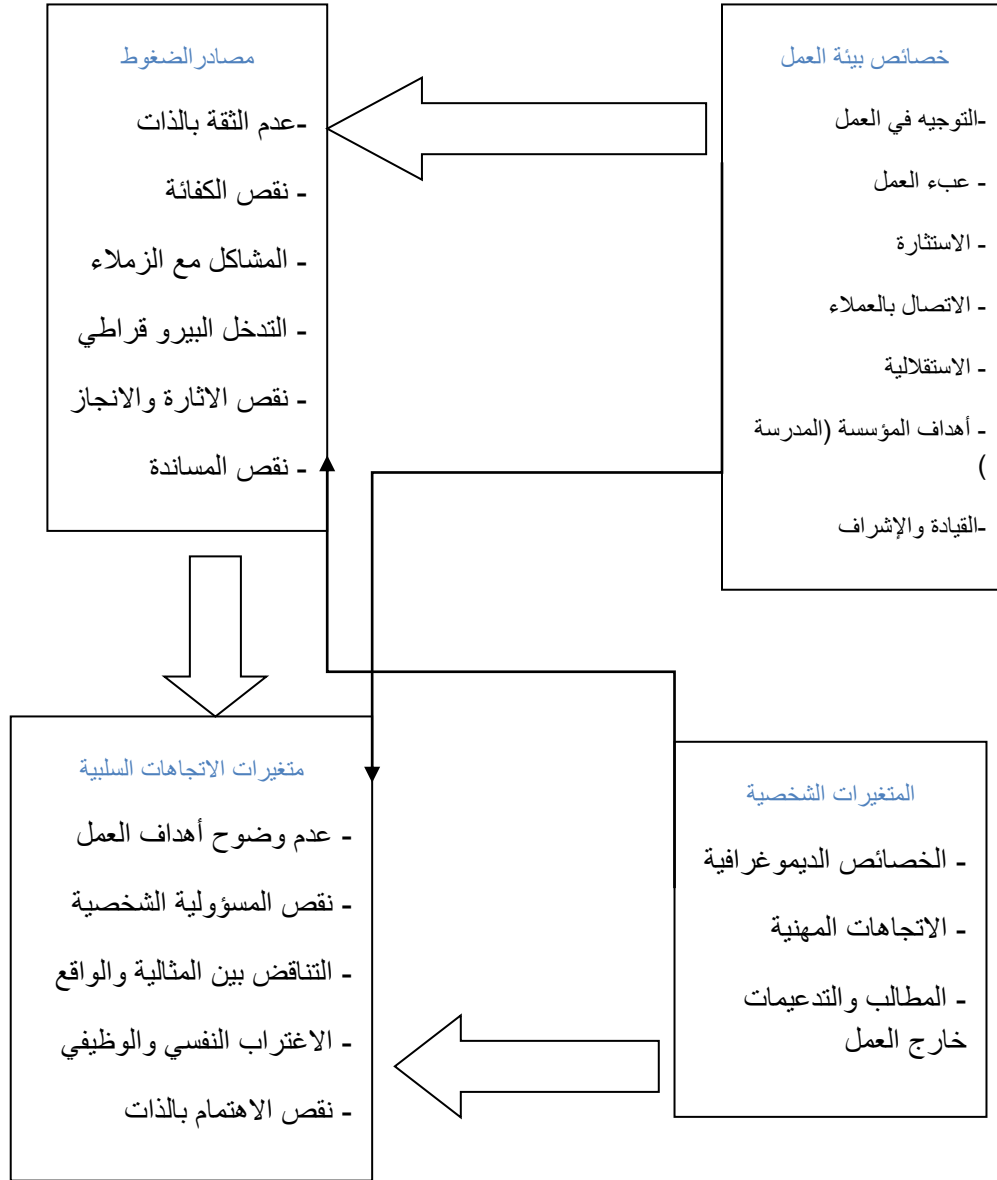 خصائص بيئة العمل
-التوجيه في العمل
- عبء العمل
- الاستثارة
- الاتصال بالعملاء
- الاستقلالية
- أهداف المؤسسة (المدرسة
)
-القيادة والإشراف
مصادر الضغوط
-عدم الثقة بالذات
- نقص الكفائة
- المشاكل مع الزملاء
- التدخل البيرو قراطي
- نقص الاثارة والانجاز
- نقص المساندة
المتغيرات الشخصية
- الخصائص الديموغرافية
- الاتجاهات المهنية
- المطالب والتدعيمات
خارج العمل
متغيرات الاتجاهات السلبية
- عدم وضوح أهداف العمل
- نقص المسؤولية الشخصية
- التناقض بين المثالية والواقع
- الاغتراب النفسي والوظيفي
- نقص الاهتمام بالذات